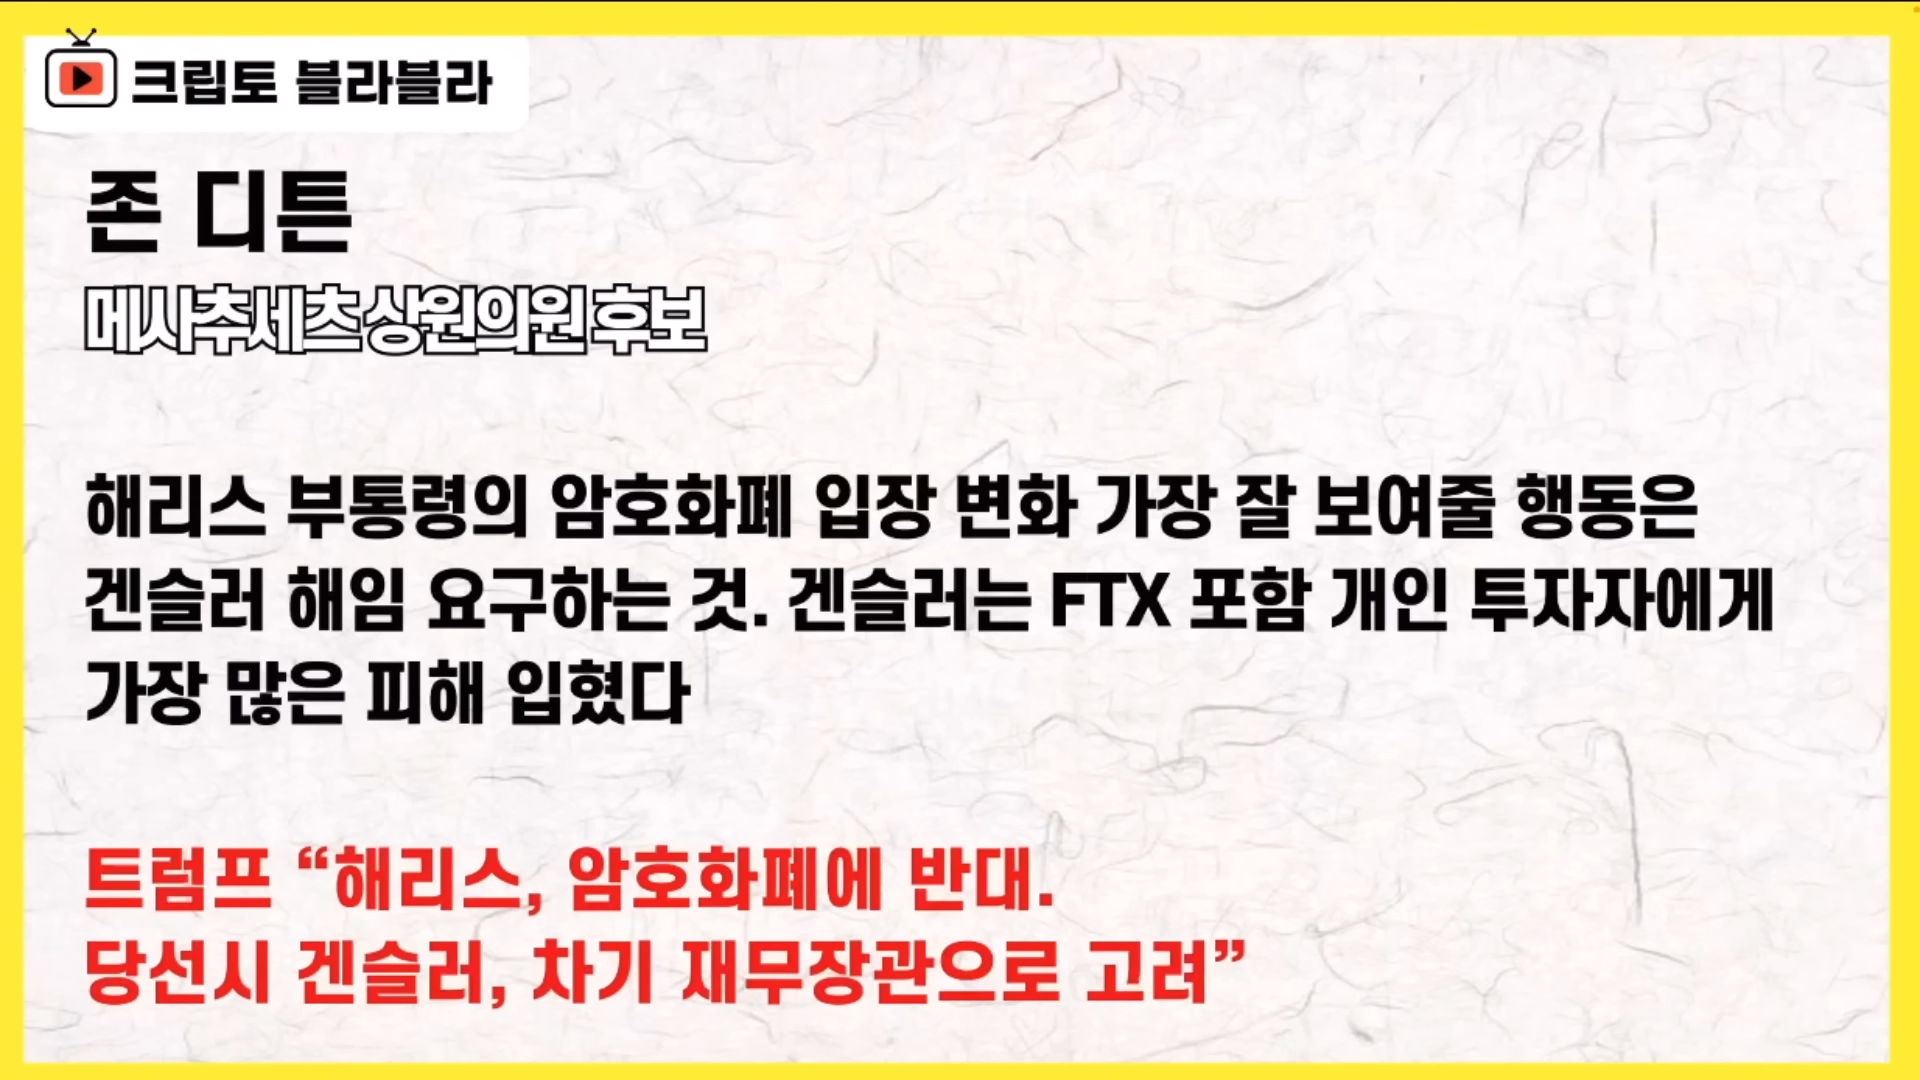 크립토 블라블라
존 디튼
메사추세츠 상원의원 후보
해리스 부통령의 암호화폐 입장 변화 가장 잘 보여줄 행동은
겐슬러 해임 요구하는 것. 겐슬러는 FTX 포함 개인 투자자에게
가장 많은 피해 입혔다
트럼프 “해리스, 암호화폐에 반대.
당선시 겐슬러, 차기 재무장관으로 고려”